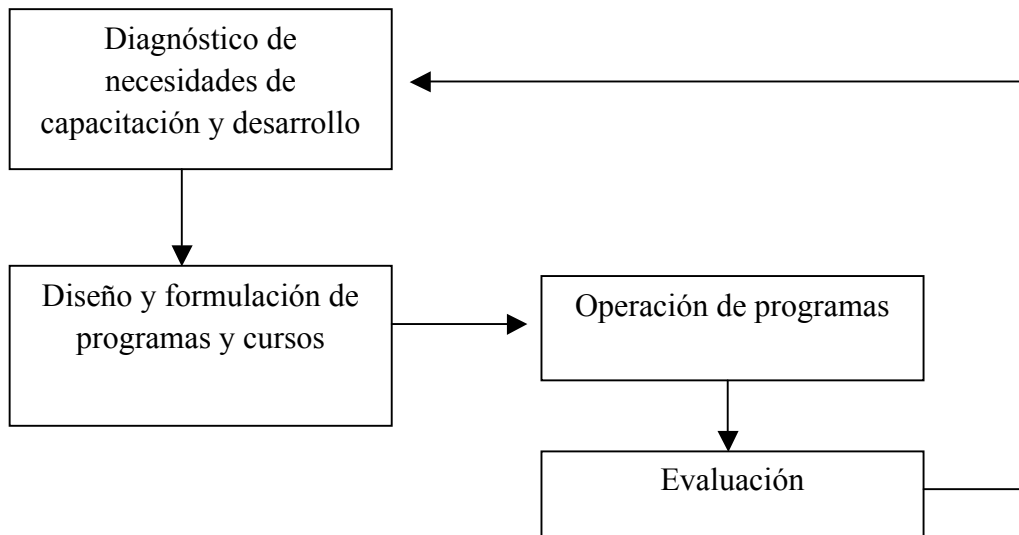 Diagnóstico de
necesidades de
capacitación y desarrollo
Diseño y formulación de
programas y cursos
Operación de programas
Evaluación